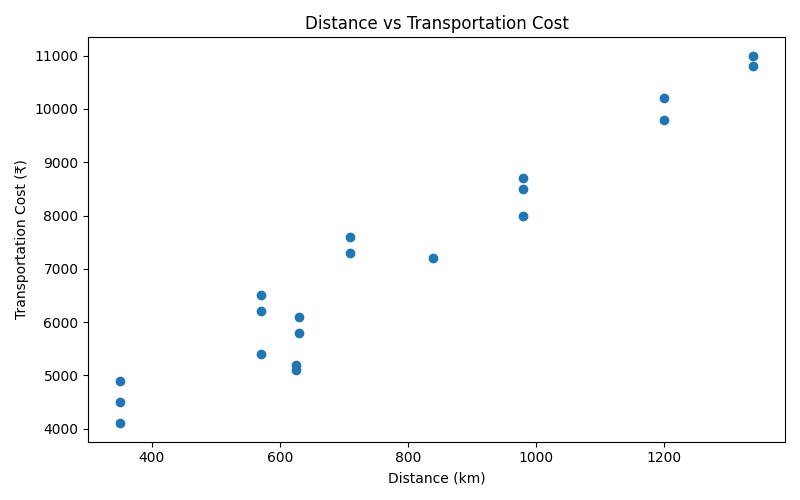 Distance vs Transportation Cost
11000
10000
9000
8000
7000
6000
5000
4000
Transportation Cost (₹)
400 600 800 1000 1200
Distance (km)